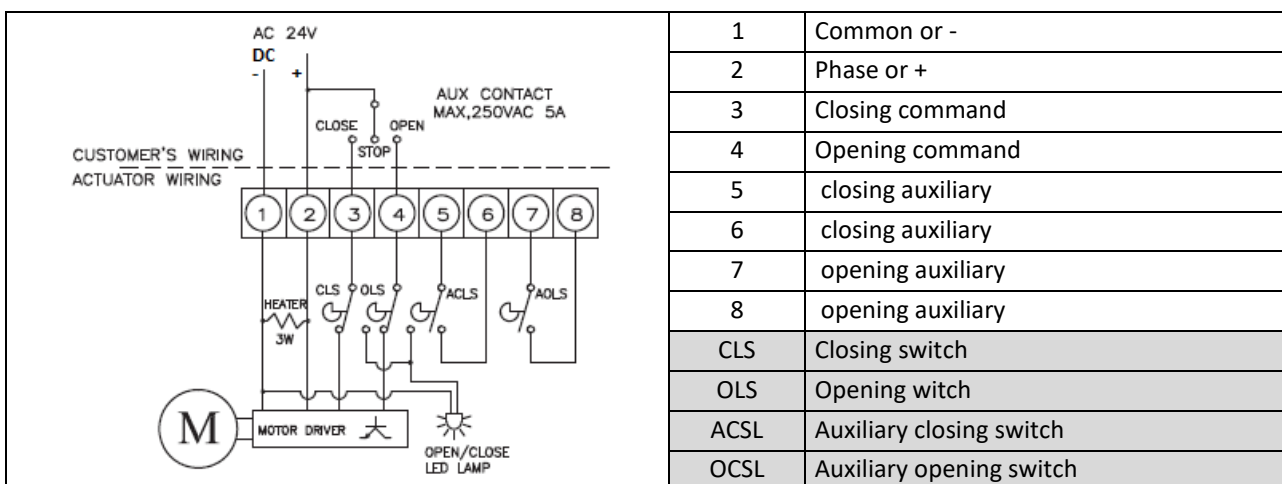 AC 24V
DC
- +
AUX CONTACT
MAX,250VAC 5A
CLOSE OPEN
STOP
CUSTOMER'S WIRING
ACTUATOR WIRING
1 2 3 4 5 6 7 8
CLS OLS ACLS AOLS
HEATER
3W
M
MOTOR DRIVER
OPEN/CLOSE
LED LAMP
1 Common or -
2 Phase or +
3 Closing command
4 Opening command
5 closing auxiliary
6 closing auxiliary
7 opening auxiliary
8 opening auxiliary
CLS Closing switch
OLS Opening witch
ACSL Auxiliary closing switch
OCSL Auxiliary opening switch